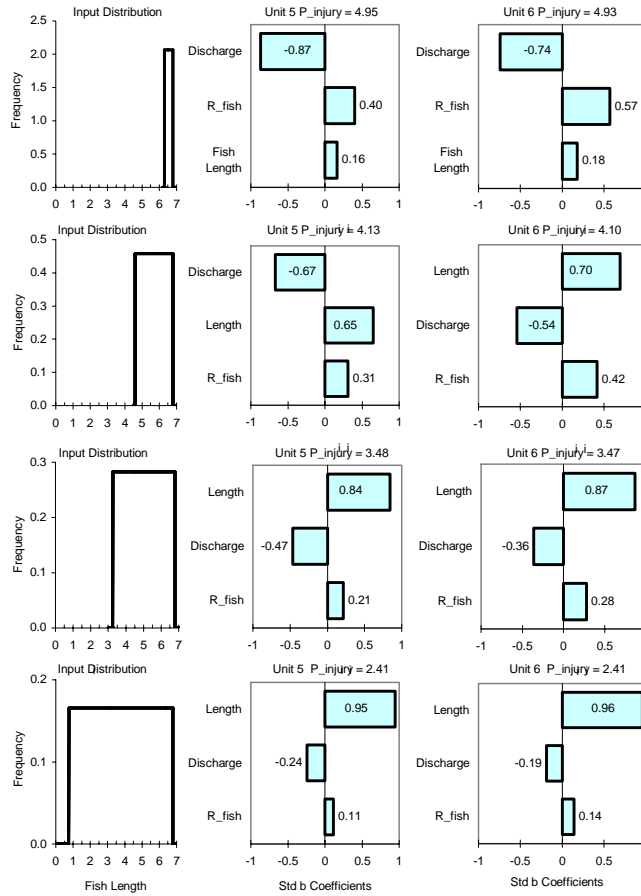 Input Distribution
Frequency
2.5
2.0
1.5
1.0
0.5
0.0
0 1 2 3 4 5 6 7
Unit 5 P_injury = 4.95
Discharge
-0.87
R_fish
0.40
Fish
Length
0.16
-1 -0.5 0 0.5 1
Unit 6 P_injury = 4.93
Discharge
-0.74
R_fish
0.57
Fish
Length
0.18
-1 -0.5 0 0.5
Input Distribution
Frequency
0.5
0.4
0.3
0.2
0.1
0.0
0 1 2 3 4 5 6 7
Unit 5 P_injury = 4.13
Discharge
-0.67
Length
0.65
R_fish
0.31
-1 -0.5 0 0.5 1
Unit 6 P_injury = 4.10
Length
0.70
Discharge
-0.54
R_fish
0.42
-1 -0.5 0 0.5
Input Distribution
Frequency
0.3
0.2
0.1
0.0
0 1 2 3 4 5 6 7
Unit 5 P_injury = 3.48
Length
0.84
Discharge
-0.47
R_fish
0.21
-1 -0.5 0 0.5 1
Unit 6 P_injury = 3.47
Length
0.87
Discharge
-0.36
R_fish
0.28
-1 -0.5 0 0.5
Input Distribution
Frequency
0.2
0.1
0.0
0 1 2 3 4 5 6 7
Fish Length
Unit 5 P_injury = 2.41
Length
0.95
Discharge
-0.24
R_fish
0.11
-1 -0.5 0 0.5 1
Std b Coefficients
Unit 6 P_injury = 2.41
Length
0.96
Discharge
-0.19
R_fish
0.14
-1 -0.5 0 0.5
Std b Coefficients